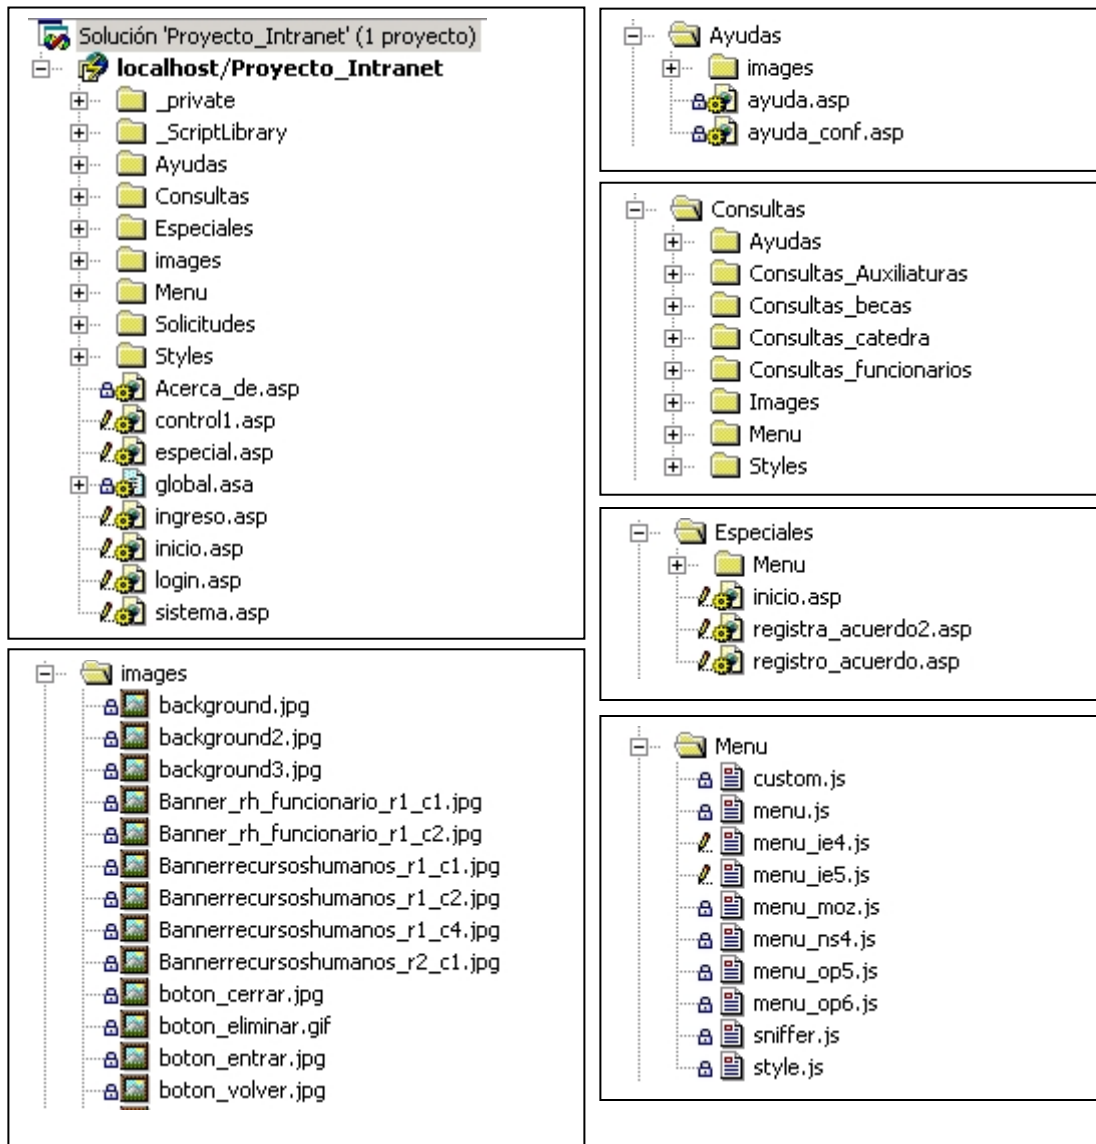 Solución 'Proyecto_Intranet' (1 proyecto)
localhost/Proyecto_Intranet
_private
_ScriptLibrary
Ayudas
Consultas
Especiales
images
Menu
Solicitudes
Styles
Acerca_de.asp
control1.asp
especial.asp
global.asa
ingreso.asp
inicio.asp
login.asp
sistema.asp
images
background.jpg
background2.jpg
background3.jpg
Banner_rh_funcionario_r1_c1.jpg
Banner_rh_funcionario_r1_c2.jpg
Bannerrecursoshumanos_r1_c1.jpg
Bannerrecursoshumanos_r1_c2.jpg
Bannerrecursoshumanos_r1_c4.jpg
Bannerrecursoshumanos_r2_c1.jpg
boton_cerrar.jpg
boton_eliminar.gif
boton_entrar.jpg
boton_volver.jpg
Ayudas
images
ayuda.asp
ayuda_conf.asp
Consultas
Ayudas
Consultas_Auxiliaturas
Consultas_becas
Consultas_catedra
Consultas_funcionarios
Images
Menu
Styles
Especiales
Menu
inicio.asp
registra_acuerdo2.asp
registro_acuerdo.asp
Menu
custom.js
menu.js
menu_ie4.js
menu_ie5.js
menu_moz.js
menu_ns4.js
menu_op5.js
menu_op6.js
sniffer.js
style.js